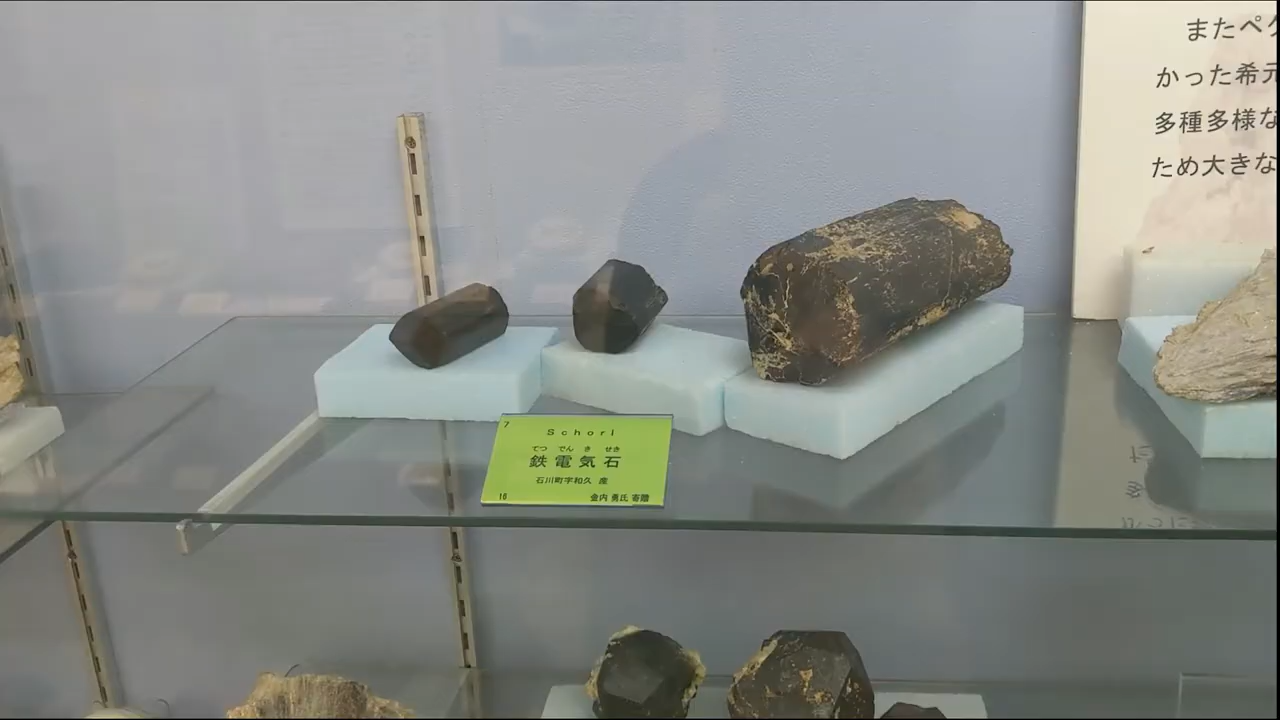 7
Schorl
てつ でん き せき
鉄電気石
石川町字和久 産
16
金内 勇氏 寄贈
またペグ
かった希元
多種多様な
ため大きな